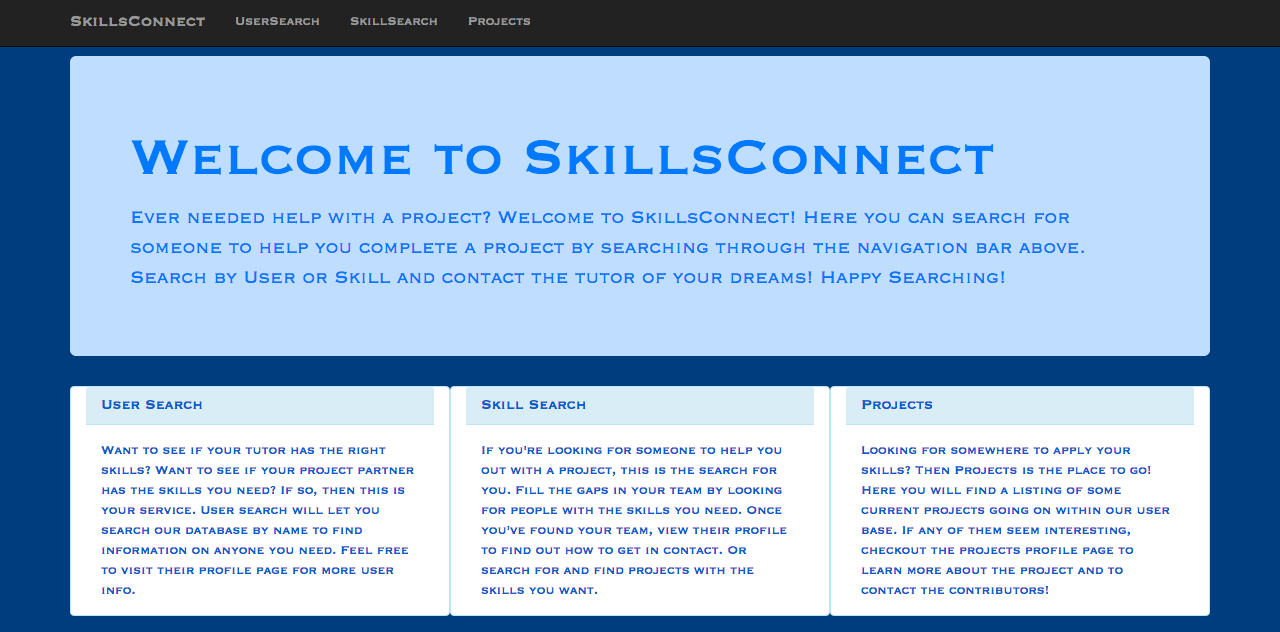 SkillsConnect UserSearch SkillSearch Projects
Welcome to SkillsConnect
Ever needed help with a project? Welcome to SkillsConnect! Here you can search for
someone to help you complete a project by searching through the navigation bar above.
Search by User or Skill and contact the tutor of your dreams! Happy Searching!
User Search
Want to see if your tutor has the right
skills? Want to see if your project partner
has the skills you need? If so, then this is
your service. User search will let you
search our database by name to find
information on anyone you need. Feel free
to visit their profile page for more user
info.
Skill Search
If you're looking for someone to help you
out with a project, this is the search for
you. Fill the gaps in your team by looking
for people with the skills you need. Once
you've found your team, view their profile
to find out how to get in contact. Or
search for and find projects with the
skills you want.
Projects
Looking for somewhere to apply your
skills? Then Projects is the place to go!
Here you will find a listing of some
current projects going on within our user
base. If any of them seem interesting,
checkout the projects profile page to
learn more about the project and to
contact the contributors!